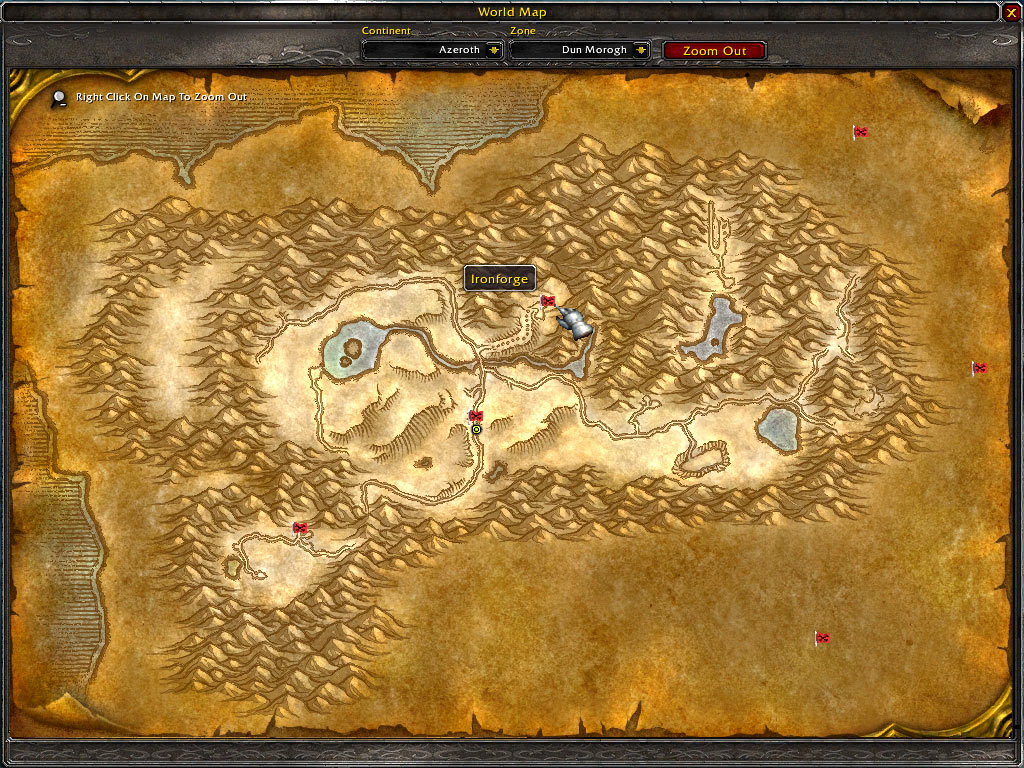 World Map
Continent Zone
Azeroth Dun Morogh Zoom Out
Right Click On Map To Zoom Out
Ironforge